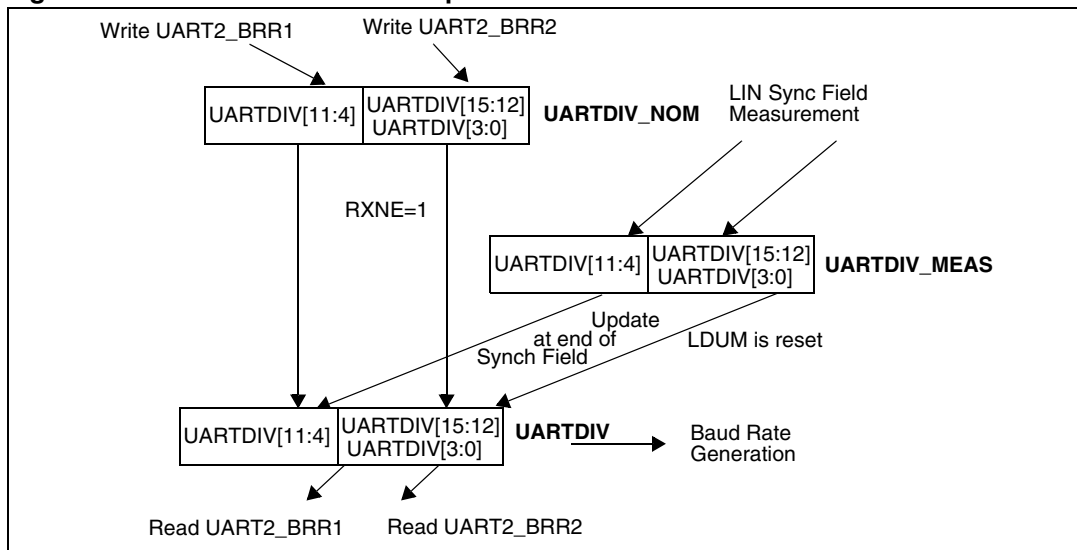 Write UART2_BRR1
Write UART2_BRR2
UARTDIV[11:4]
UARTDIV[15:12]
UARTDIV[3:0]
UARTDIV_NOM
LIN Sync Field
Measurement
RXNE=1
UARTDIV[11:4]
UARTDIV[15:12]
UARTDIV[3:0]
UARTDIV_MEAS
Update
at end of
Synch Field
LDUM is reset
UARTDIV[11:4]
UARTDIV[15:12]
UARTDIV[3:0]
UARTDIV
Baud Rate
Generation
Read UART2_BRR1
Read UART2_BRR2